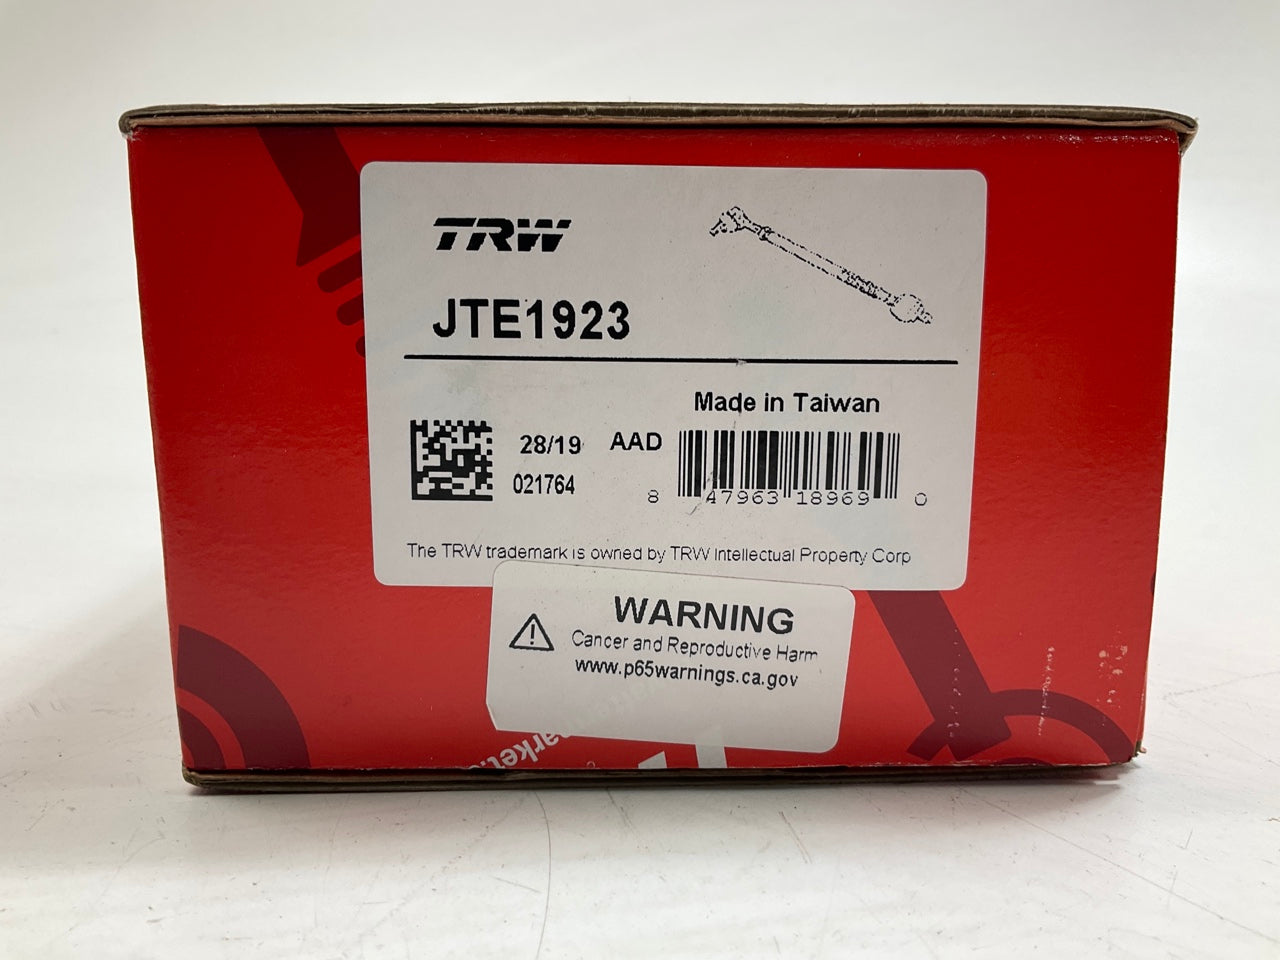 TRW
JTE1923
Made in Taiwan
28/19 AAD
021764
8 47963 18969 0
The TRW trademark is owned by TRW Intellectual Property Corp
WARNING
Cancer and Reproductive Harm
www.p65warnings.ca.gov